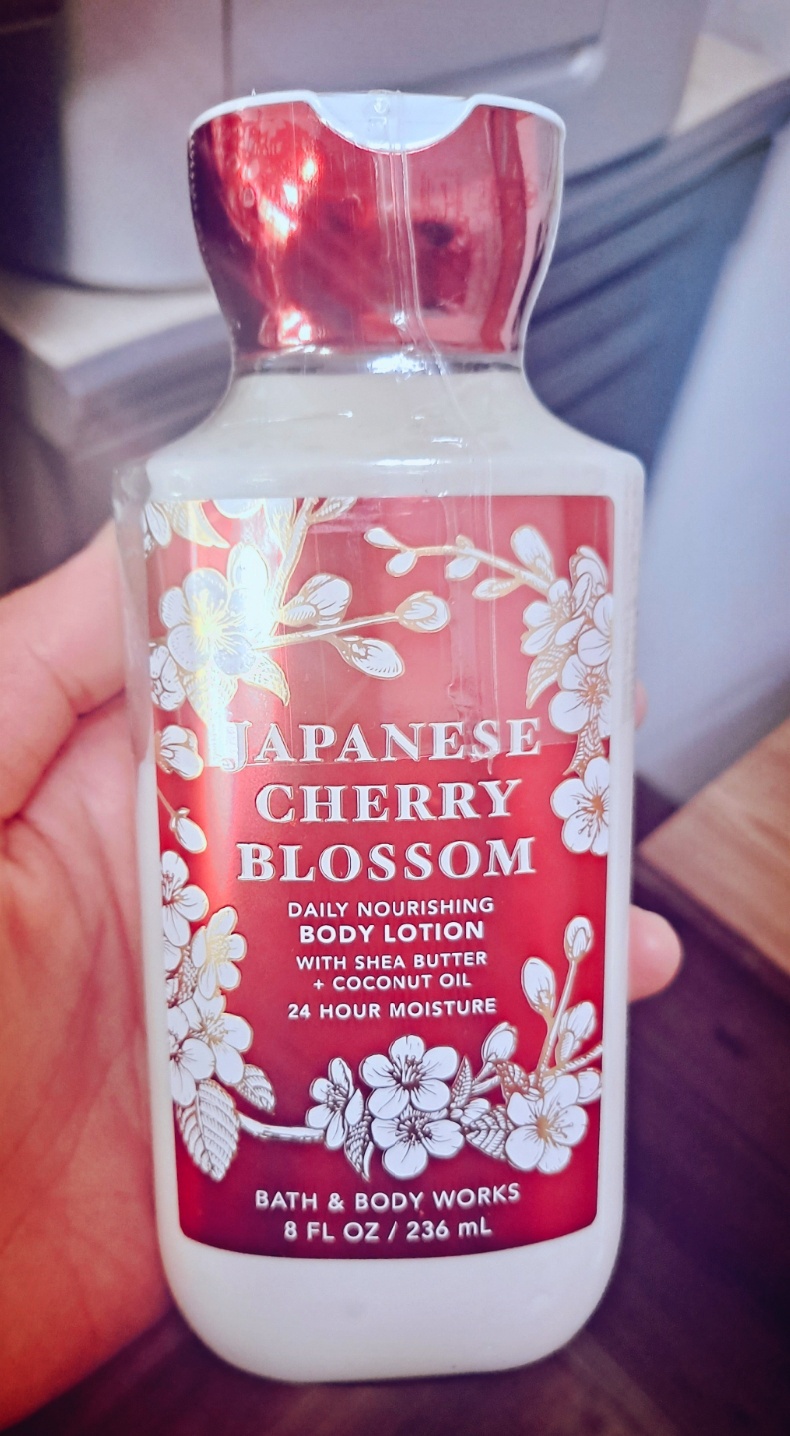 JAPANESE
CHERRY
BLOSSOM
DAILY NOURISHING
BODY LOTION
WITH SHEA BUTTER
+ COCONUT OIL
24 HOUR MOISTURE
BATH & BODY WORKS
8 FL OZ / 236 mL